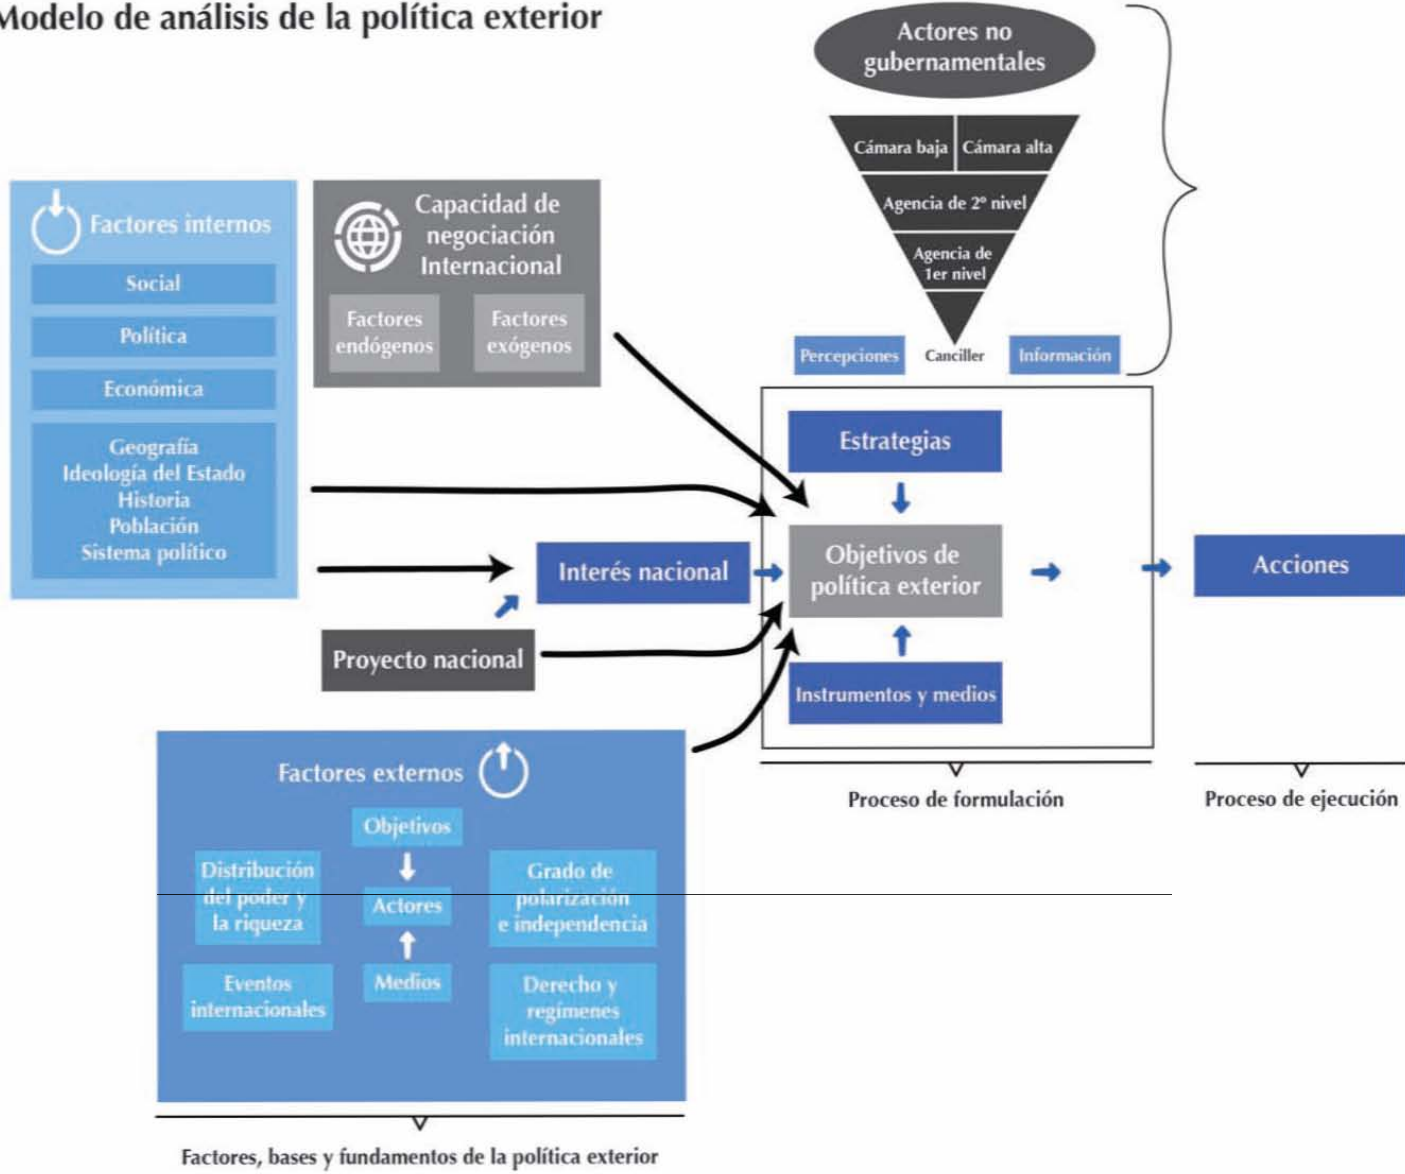 Modelo de análisis de la política exterior
Actores no
gubernamentales
Cámara baja
Cámara alta
Agencia de 2º nivel
Agencia de
1er nivel
Percepciones
Canciller
Información
Factores internos
Social
Política
Económica
Geografía
Ideología del Estado
Historia
Población
Sistema político
Capacidad de
negociación
Internacional
Factores
endógenos
Factores
exógenos
Estrategias
Interés nacional
Objetivos de
política exterior
Acciones
Proyecto nacional
Instrumentos y medios
Proceso de formulación
Proceso de ejecución
Factores externos
Objetivos
Distribución
del poder y
la riqueza
Actores
Grado de
polarización
e independencia
Eventos
internacionales
Medios
Derecho y
regímenes
internacionales
Factores, bases y fundamentos de la política exterior